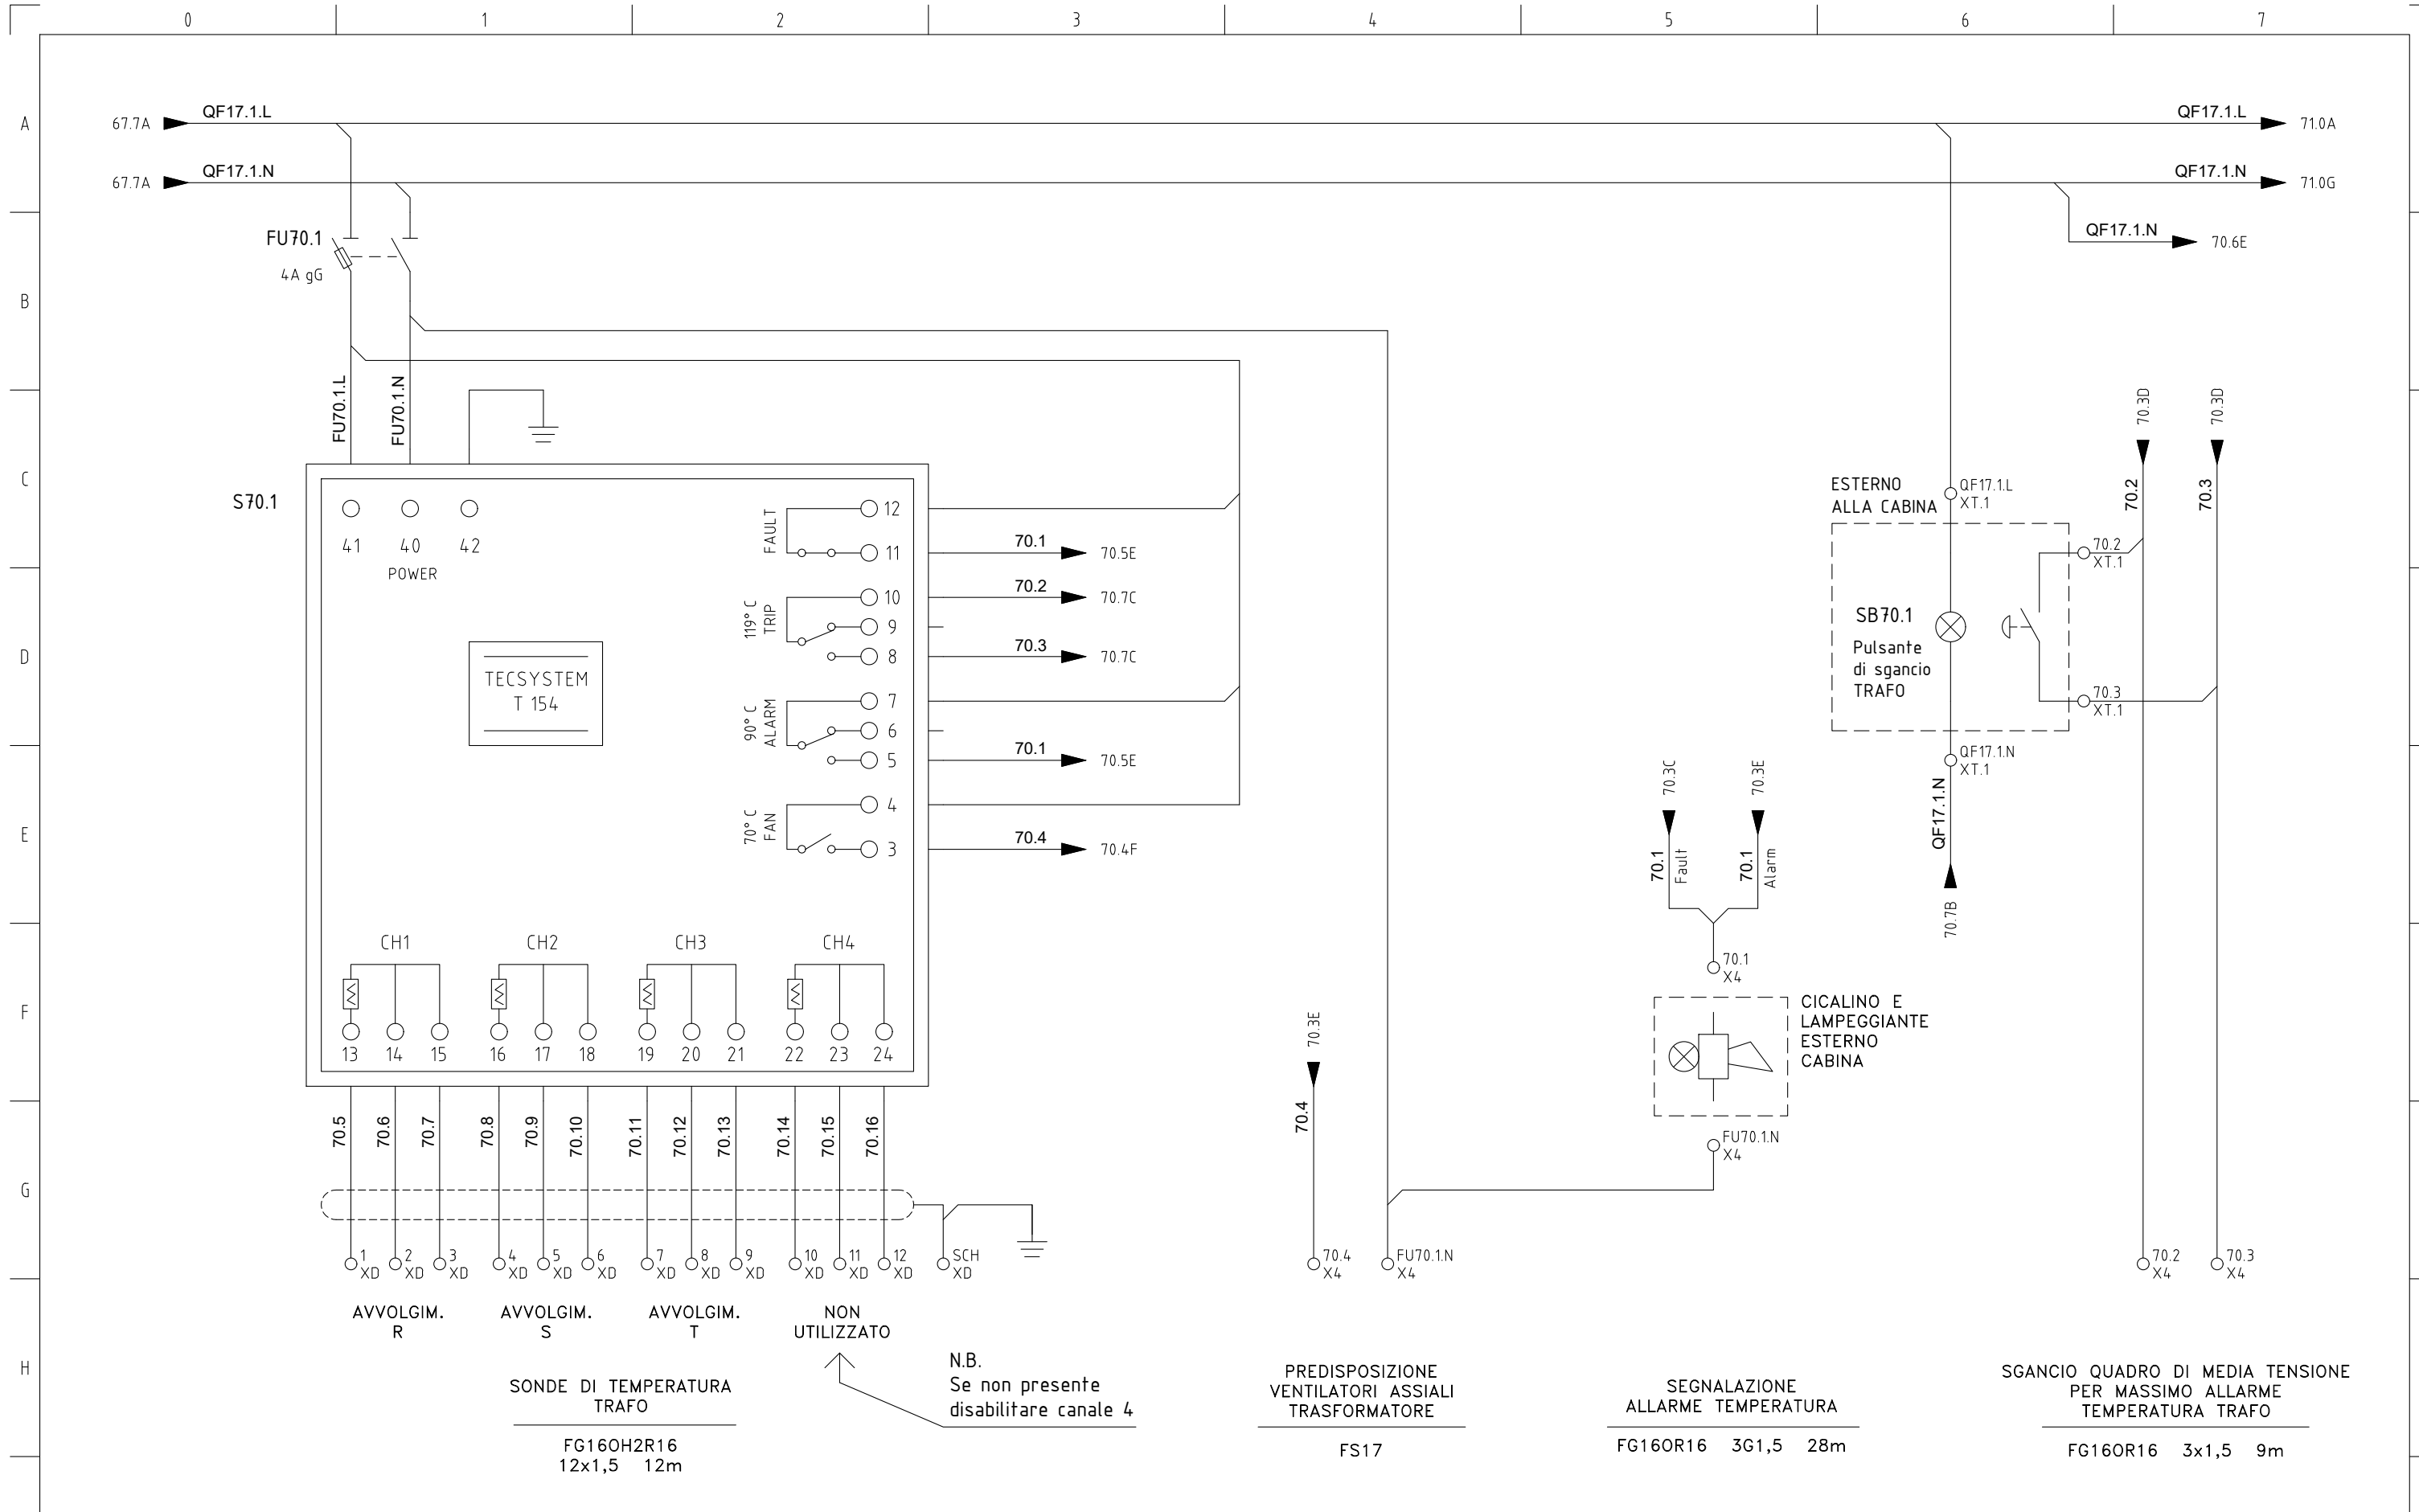 0 1 2 3 4 5 6 7
A
B
C
D
E
F
G
H
67.7A QF17.1.L QF17.1.L 71.0A
67.7A QF17.1.N QF17.1.N 71.0G
QF17.1.N 70.6E
FU70.1
4A gG
FU70.1.L
FU70.1.N
S70.1
41 40 42
POWER
TECSYSTEM
T 154
FAULT
12
11
70.1 70.5E
119° C
TRIP
10
9
8
70.2 70.7C
70.3 70.7C
90° C
ALARM
7
6
5
70.1 70.5E
70° C
FAN
4
3
70.4 70.4F
CH1 CH2 CH3 CH4
13 14 15 16 17 18 19 20 21 22 23 24
70.5 70.6 70.7 70.8 70.9 70.10 70.11 70.12 70.13 70.14 70.15 70.16
1 2 3 4 5 6 7 8 9 10 11 12 SCH
XD XD XD XD XD XD XD XD XD XD XD XD XD
AVVOLGIM.
R
AVVOLGIM.
S
AVVOLGIM.
T
NON
UTILIZZATO
SONDE DI TEMPERATURA
TRAFO
FG16OH2R16
12x1,5 12m
N.B.
Se non presente
disabilitare canale 4
70.3E
70.4
70.4
X4
FU70.1.N
X4
PREDISPOSIZIONE
VENTILATORI ASSIALI
TRASFORMATORE
FS17
70.3C
70.1
Fault
70.3E
70.1
Alarm
70.1
X4
CICALINO E
LAMPEGGIANTE
ESTERNO
CABINA
FU70.1.N
X4
SEGNALAZIONE
ALLARME TEMPERATURA
FG16OR16 3G1,5 28m
ESTERNO
ALLA CABINA
QF17.1.L
XT.1
SB70.1
Pulsante
di sgancio
TRAFO
70.2
XT.1
70.3
XT.1
QF17.1.N
XT.1
QF17.1.N
70.7B
70.3D
70.2
70.3D
70.3
70.2
X4
70.3
X4
SGANCIO QUADRO DI MEDIA TENSIONE
PER MASSIMO ALLARME
TEMPERATURA TRAFO
FG16OR16 3x1,5 9m